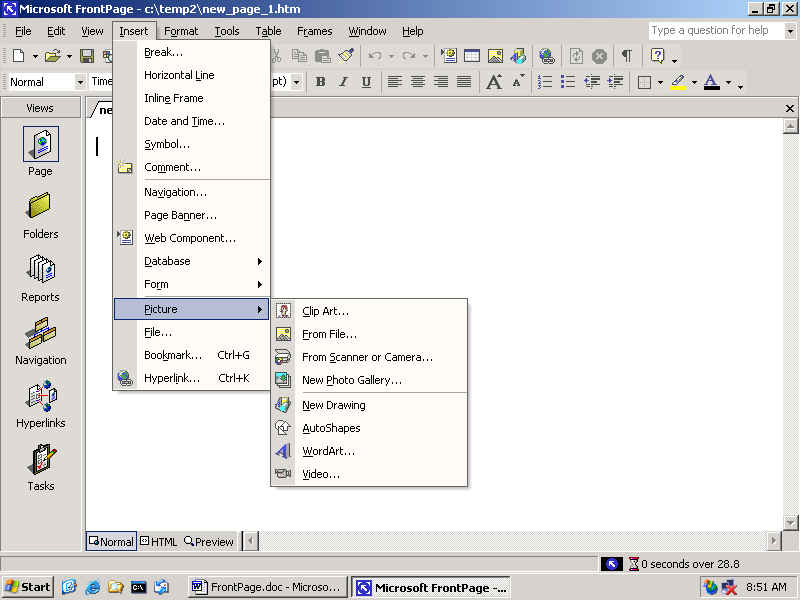 Microsoft FrontPage - c:\temp2\new_page_1.htm
File Edit View Insert Format Tools Table Frames Window Help Type a question for help
Normal Time pt) B I U A A A
Views ne
Page
Folders
Reports
Navigation
Hyperlinks
Tasks
Break...
Horizontal Line
Inline Frame
Date and Time...
Symbol...
Comment...
Navigation...
Page Banner...
Web Component...
Database
Form
Picture
File...
Bookmark... Ctrl+G
Hyperlink... Ctrl+K
Clip Art...
From File...
From Scanner or Camera...
New Photo Gallery...
New Drawing
AutoShapes
WordArt...
Video...
Normal HTML Preview
0 seconds over 28.8
Start FrontPage.doc - Microso... Microsoft FrontPage -... 8:51 AM